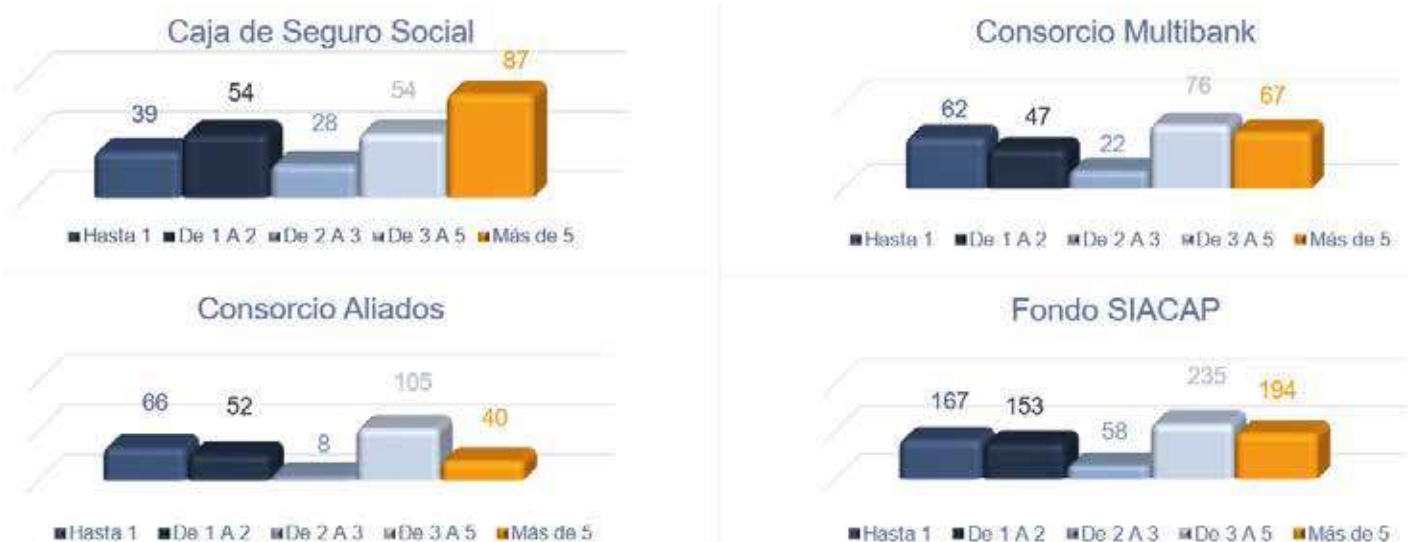 Caja de Seguro Social
39 54 28 54 87
Hasta 1 De 1 A 2 De 2 A 3 De 3 A 5 Más de 5
Consorcio Multibank
62 47 22 76 67
Hasta 1 De 1 A 2 De 2 A 3 De 3 A 5 Más de 5
Consorcio Aliados
66 52 8 105 40
Hasta 1 De 1 A 2 De 2 A 3 De 3 A 5 Más de 5
Fondo SIACAP
167 153 58 235 194
Hasta 1 De 1 A 2 De 2 A 3 De 3 A 5 Más de 5